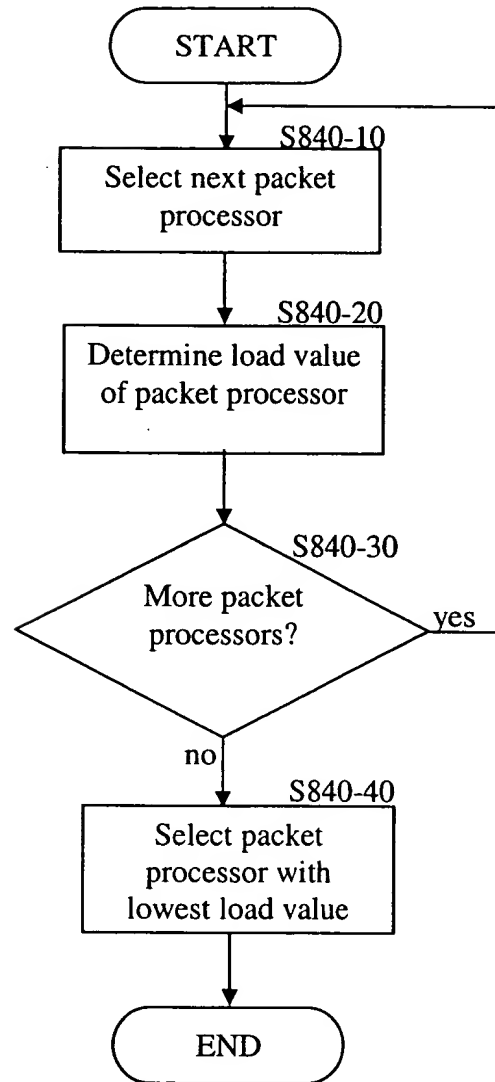 START
S840-10
Select next packet
processor
S840-20
Determine load value
of packet processor
S840-30
More packet
processors?
yes
no
S840-40
Select packet
processor with
lowest load value
END